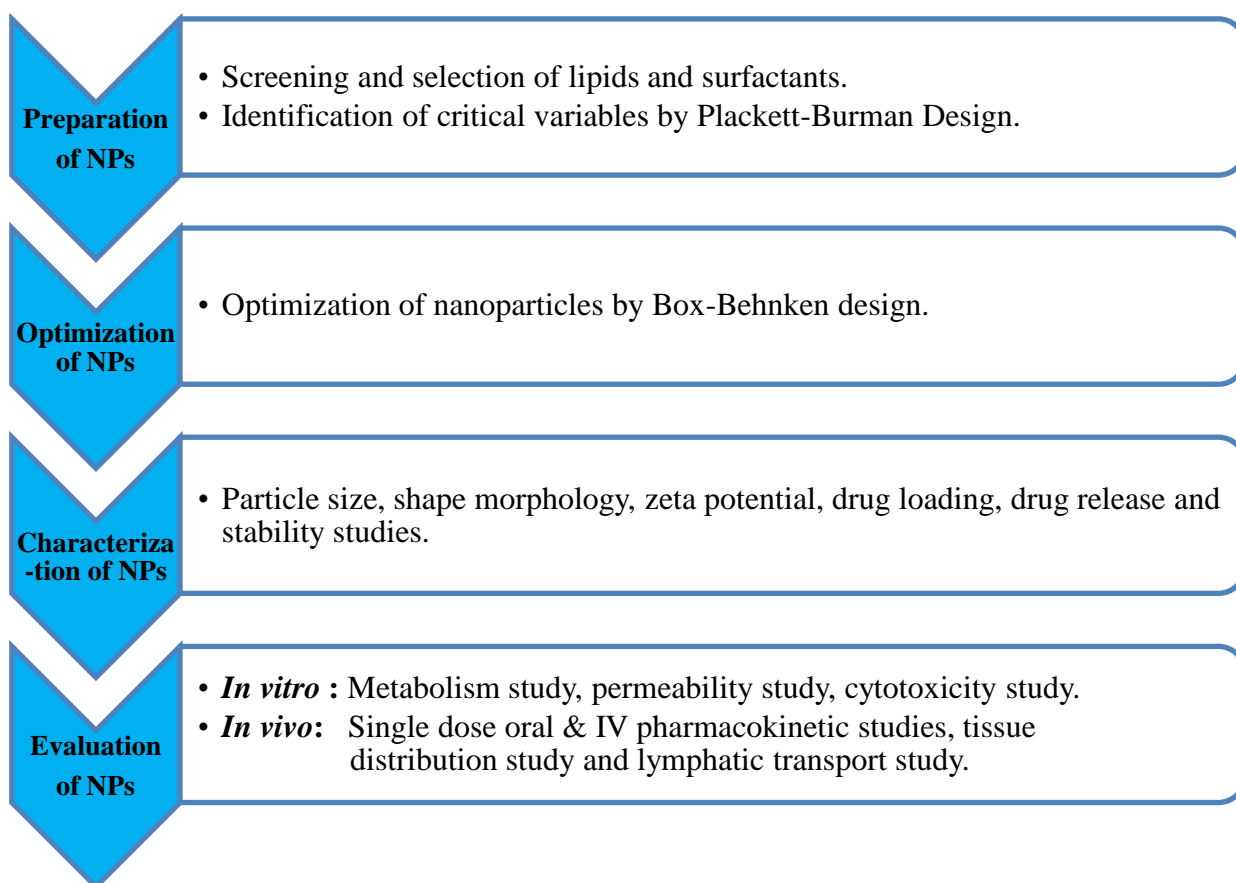 Preparation
of NPs
• Screening and selection of lipids and surfactants.
• Identification of critical variables by Plackett-Burman Design.
Optimization
of NPs
• Optimization of nanoparticles by Box-Behnken design.
Characteriza
-tion of NPs
• Particle size, shape morphology, zeta potential, drug loading, drug release and
stability studies.
Evaluation
of NPs
• In vitro : Metabolism study, permeability study, cytotoxicity study.
• In vivo: Single dose oral & IV pharmacokinetic studies, tissue
distribution study and lymphatic transport study.